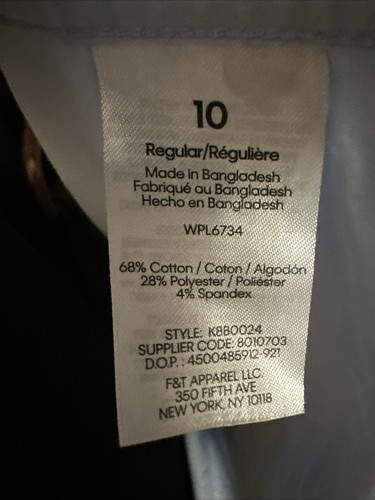 10
Regular/Régulière
Made in Bangladesh
Fabriqué au Bangladesh
Hecho en Bangladesh
WPL6734
68% Cotton / Coton / Algodón
28% Polyester / Poliéster
4% Spandex
STYLE: K8B0024
SUPPLIER CODE: 8010703
D.O.P.: 4500485912-921
F&T APPAREL LLC
350 FIFTH AVE
NEW YORK, NY 10118